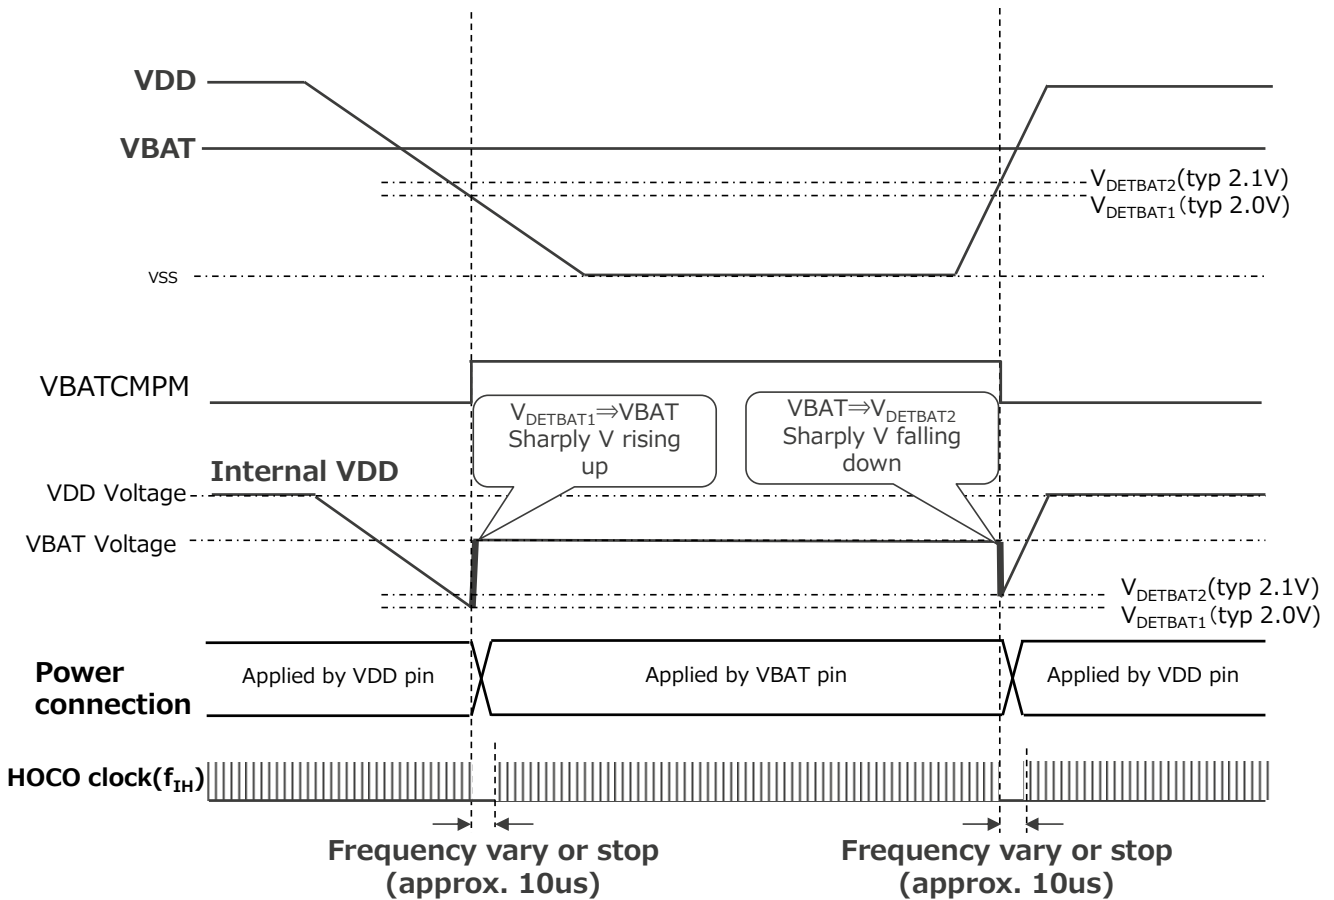 VDD
VBAT
V_DETBAT2(typ 2.1V)
V_DETBAT1(typ 2.0V)
VSS
VBATCMPM
V_DETBAT1⇒VBAT
Sharply V rising
up
VBAT⇒V_DETBAT2
Sharply V falling
down
Internal VDD
VDD Voltage
VBAT Voltage
V_DETBAT2(typ 2.1V)
V_DETBAT1(typ 2.0V)
Power
connection
Applied by VDD pin
Applied by VBAT pin
Applied by VDD pin
HOCO clock(f_IH)
Frequency vary or stop
(approx. 10us)
Frequency vary or stop
(approx. 10us)